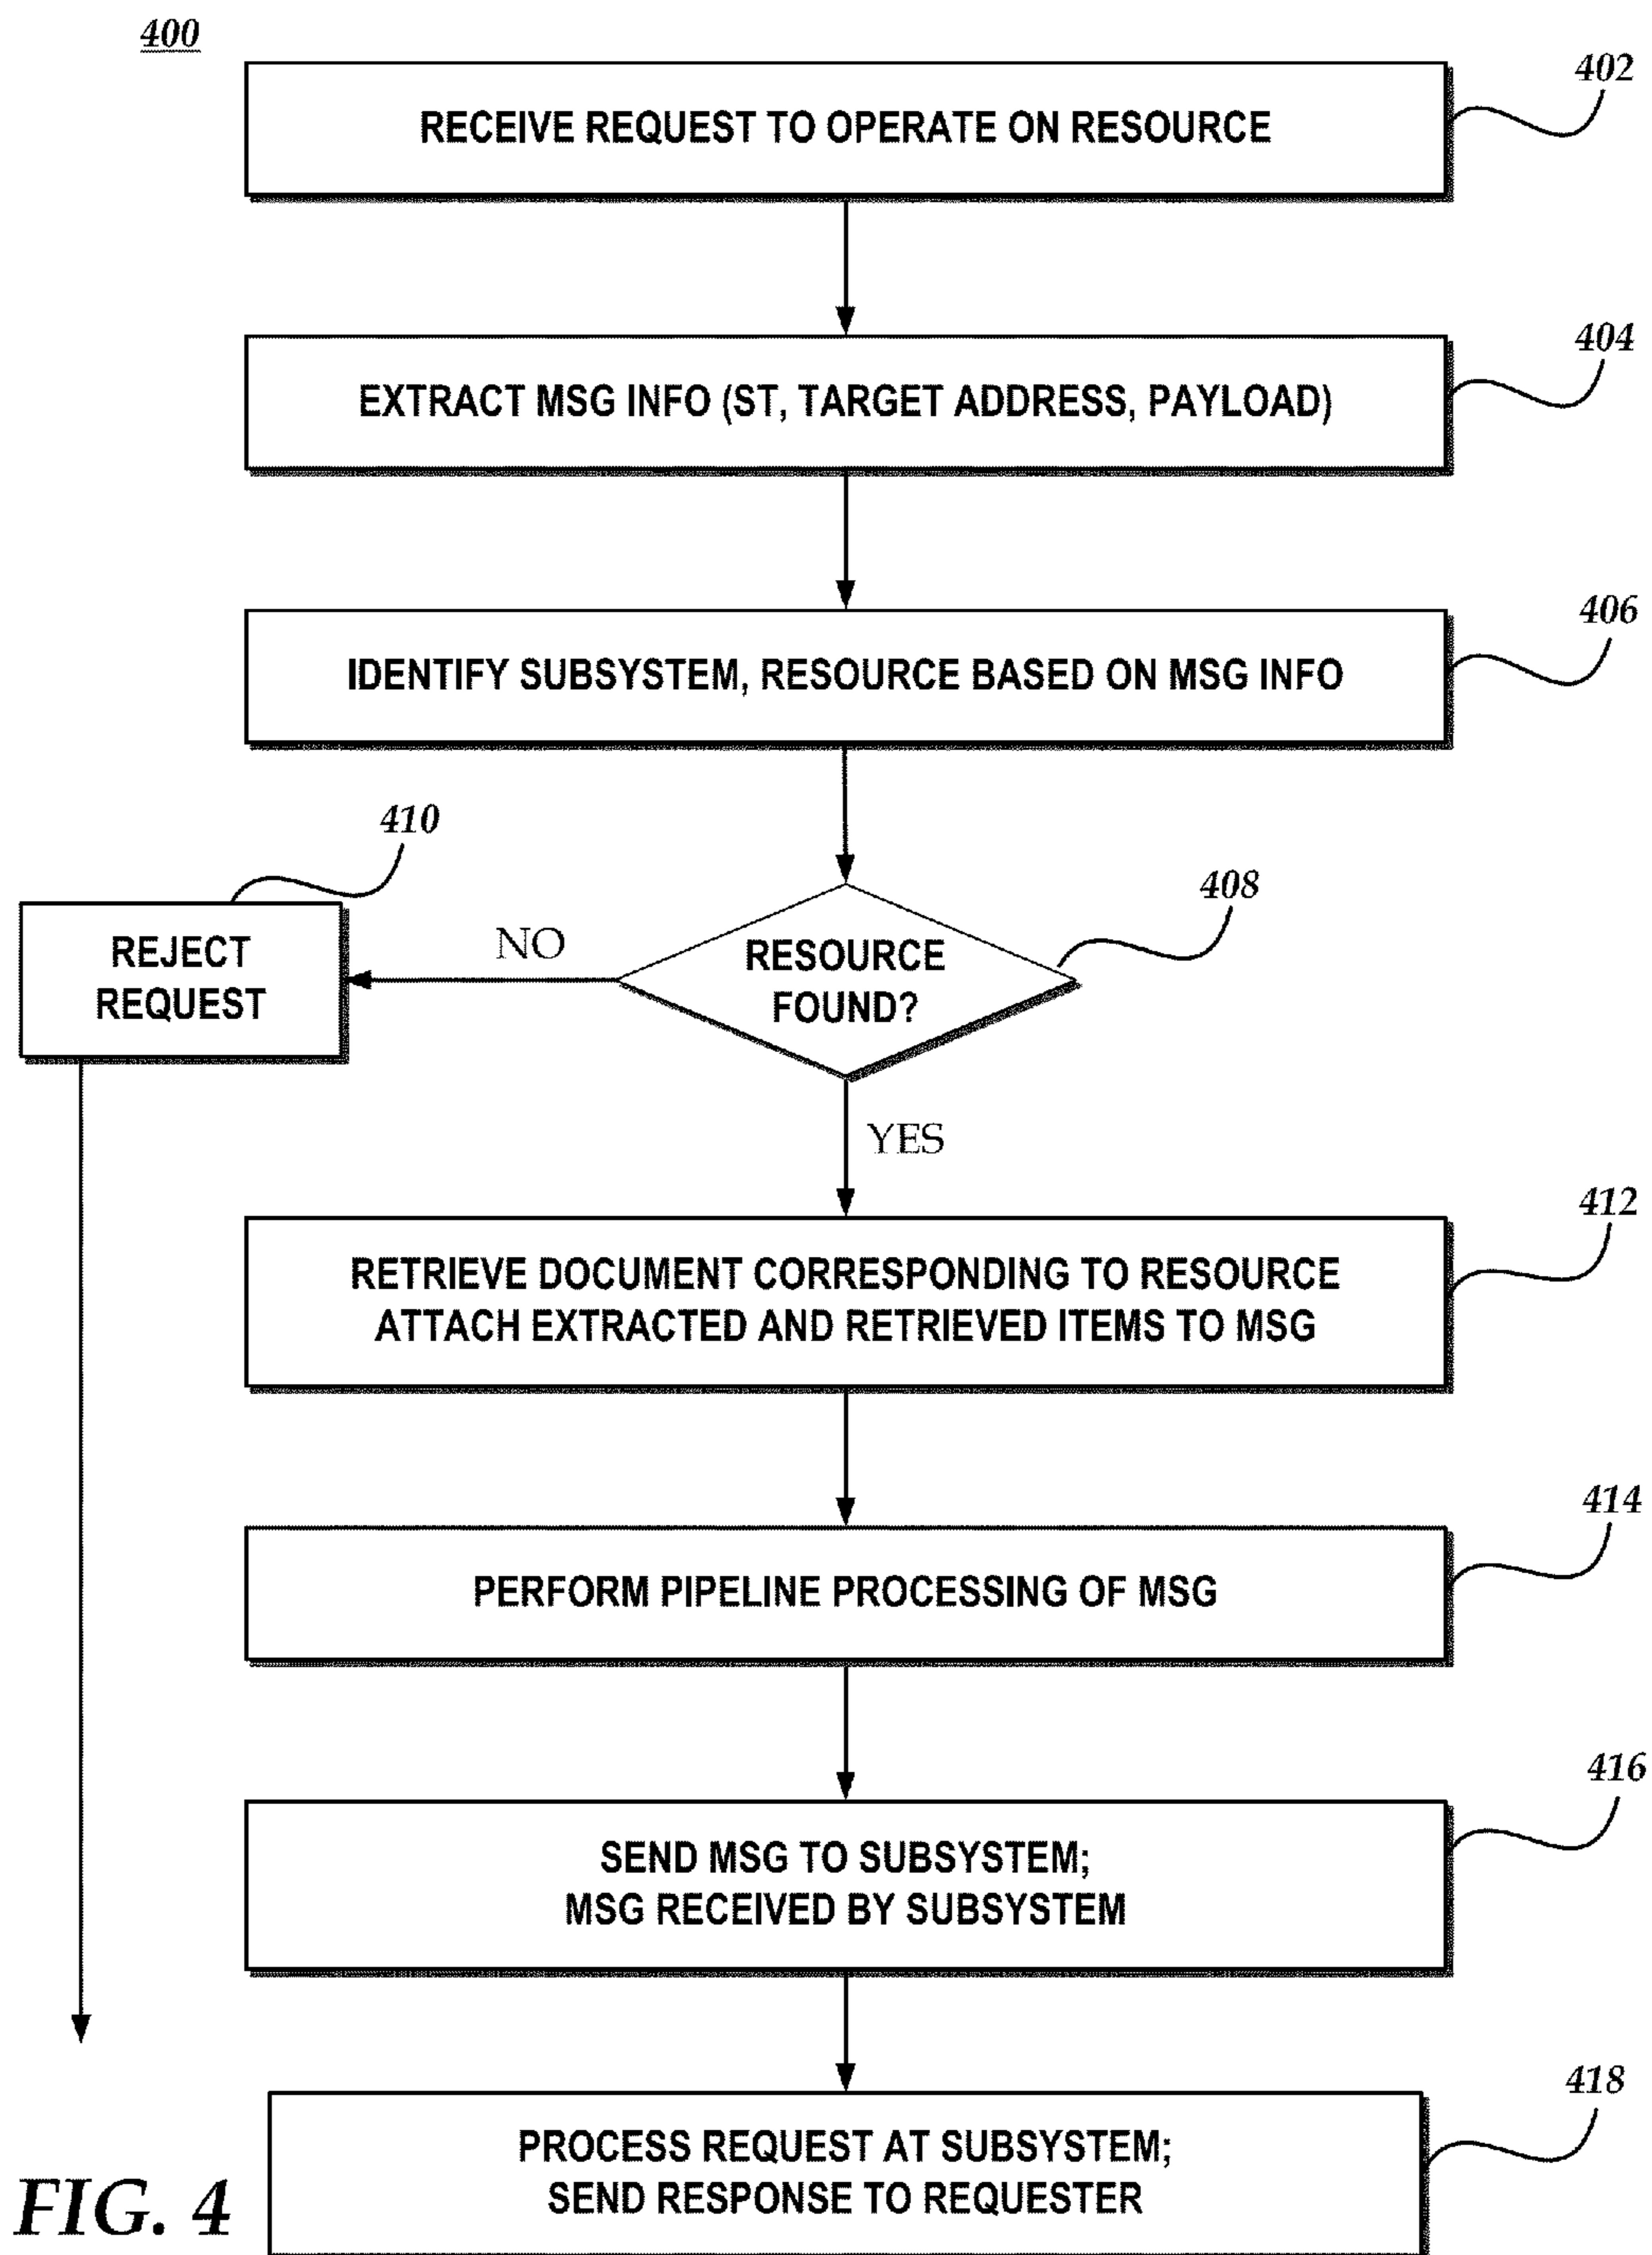 400
402
RECEIVE REQUEST TO OPERATE ON RESOURCE
404
EXTRACT MSG INFO (ST, TARGET ADDRESS, PAYLOAD)
406
IDENTIFY SUBSYSTEM, RESOURCE BASED ON MSG INFO
410
408
REJECT
REQUEST
NO
RESOURCE
FOUND?
YES
412
RETRIEVE DOCUMENT CORRESPONDING TO RESOURCE
ATTACH EXTRACTED AND RETRIEVED ITEMS TO MSG
414
PERFORM PIPELINE PROCESSING OF MSG
416
SEND MSG TO SUBSYSTEM;
MSG RECEIVED BY SUBSYSTEM
418
PROCESS REQUEST AT SUBSYSTEM;
SEND RESPONSE TO REQUESTER
FIG. 4